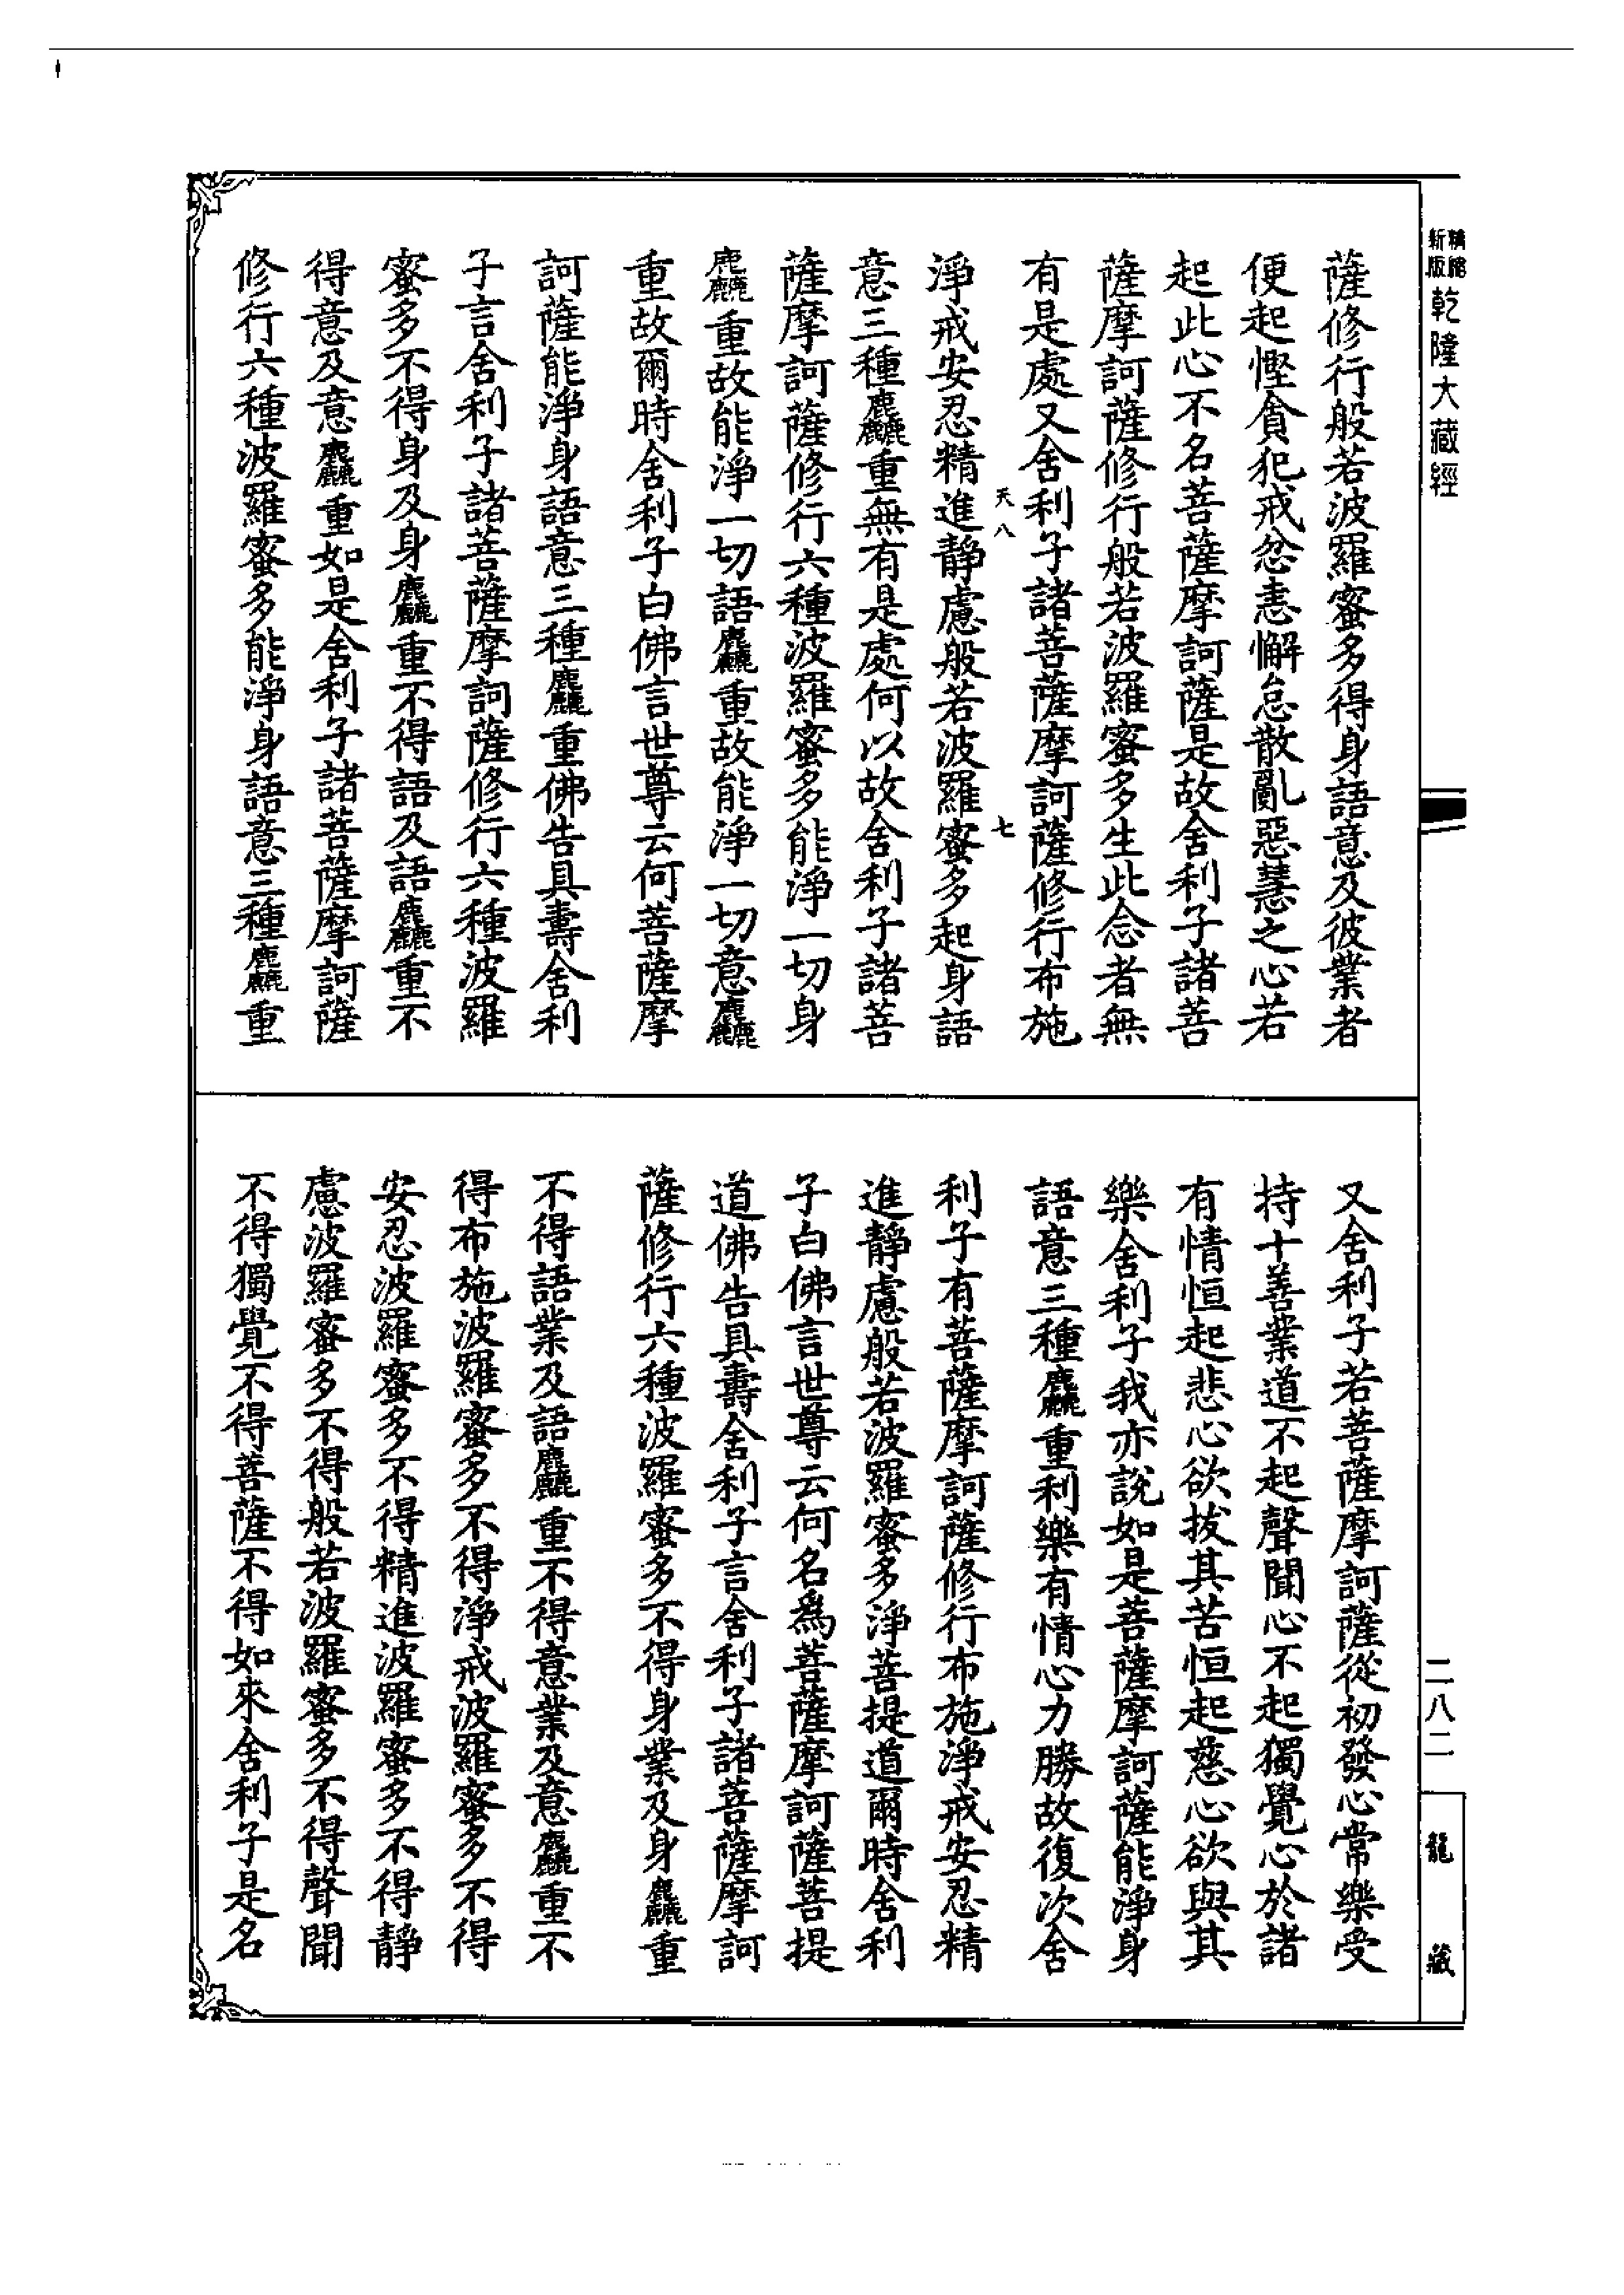 精縮
新版
乾隆大藏經
薩修行般若波羅蜜多得身語意及彼業者
便起慳貪犯戒忿恚懈怠散亂惡慧之心若
起此心不名菩薩摩訶薩是故舍利子諸菩
薩摩訶薩修行般若波羅蜜多生此念者無
有是處又舍利子諸菩薩摩訶薩修行布施
天八 七
淨戒安忍精進靜慮般若波羅蜜多起身語
意三種麤重無有是處何以故舍利子諸菩
薩摩訶薩修行六種波羅蜜多能淨一切身
麤重故能淨一切語麤重故能淨一切意麤
重故爾時舍利子白佛言世尊云何菩薩摩
訶薩能淨身語意三種麤重佛告具壽舍利
子言舍利子諸菩薩摩訶薩修行六種波羅
蜜多不得身及身麤重不得語及語麤重不
得意及意麤重如是舍利子諸菩薩摩訶薩
修行六種波羅蜜多能淨身語意三種麤重
又舍利子若菩薩摩訶薩從初發心常樂受
持十善業道不起聲聞心不起獨覺心於諸
有情恒起悲心欲拔其苦恒起慈心欲與其
樂舍利子我亦說如是菩薩摩訶薩能淨身
語意三種麤重利樂有情心力勝故復次舍
利子有菩薩摩訶薩修行布施淨戒安忍精
進靜慮般若波羅蜜多淨菩提道爾時舍利
子白佛言世尊云何名爲菩薩摩訶薩菩提
道佛告具壽舍利子言舍利子諸菩薩摩訶
薩修行六種波羅蜜多不得身業及身麤重
不得語業及語麤重不得意業及意麤重不
得布施波羅蜜多不得淨戒波羅蜜多不得
安忍波羅蜜多不得精進波羅蜜多不得靜
慮波羅蜜多不得般若波羅蜜多不得聲聞
不得獨覺不得菩薩不得如來舍利子是名
二八二
龍藏